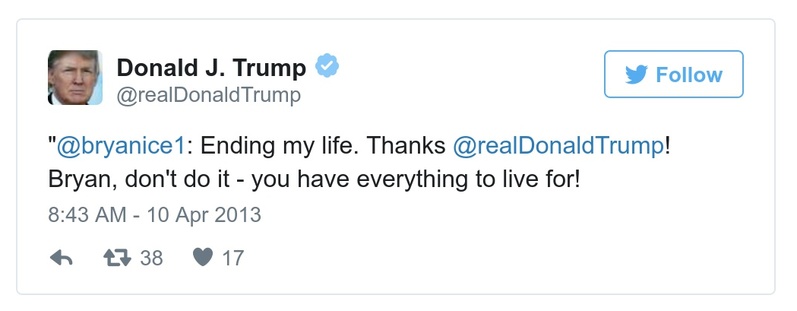 Donald J. Trump
@realDonaldTrump
Follow
"@bryanice1: Ending my life. Thanks @realDonaldTrump!
Bryan, don't do it - you have everything to live for!
8:43 AM - 10 Apr 2013
38 17